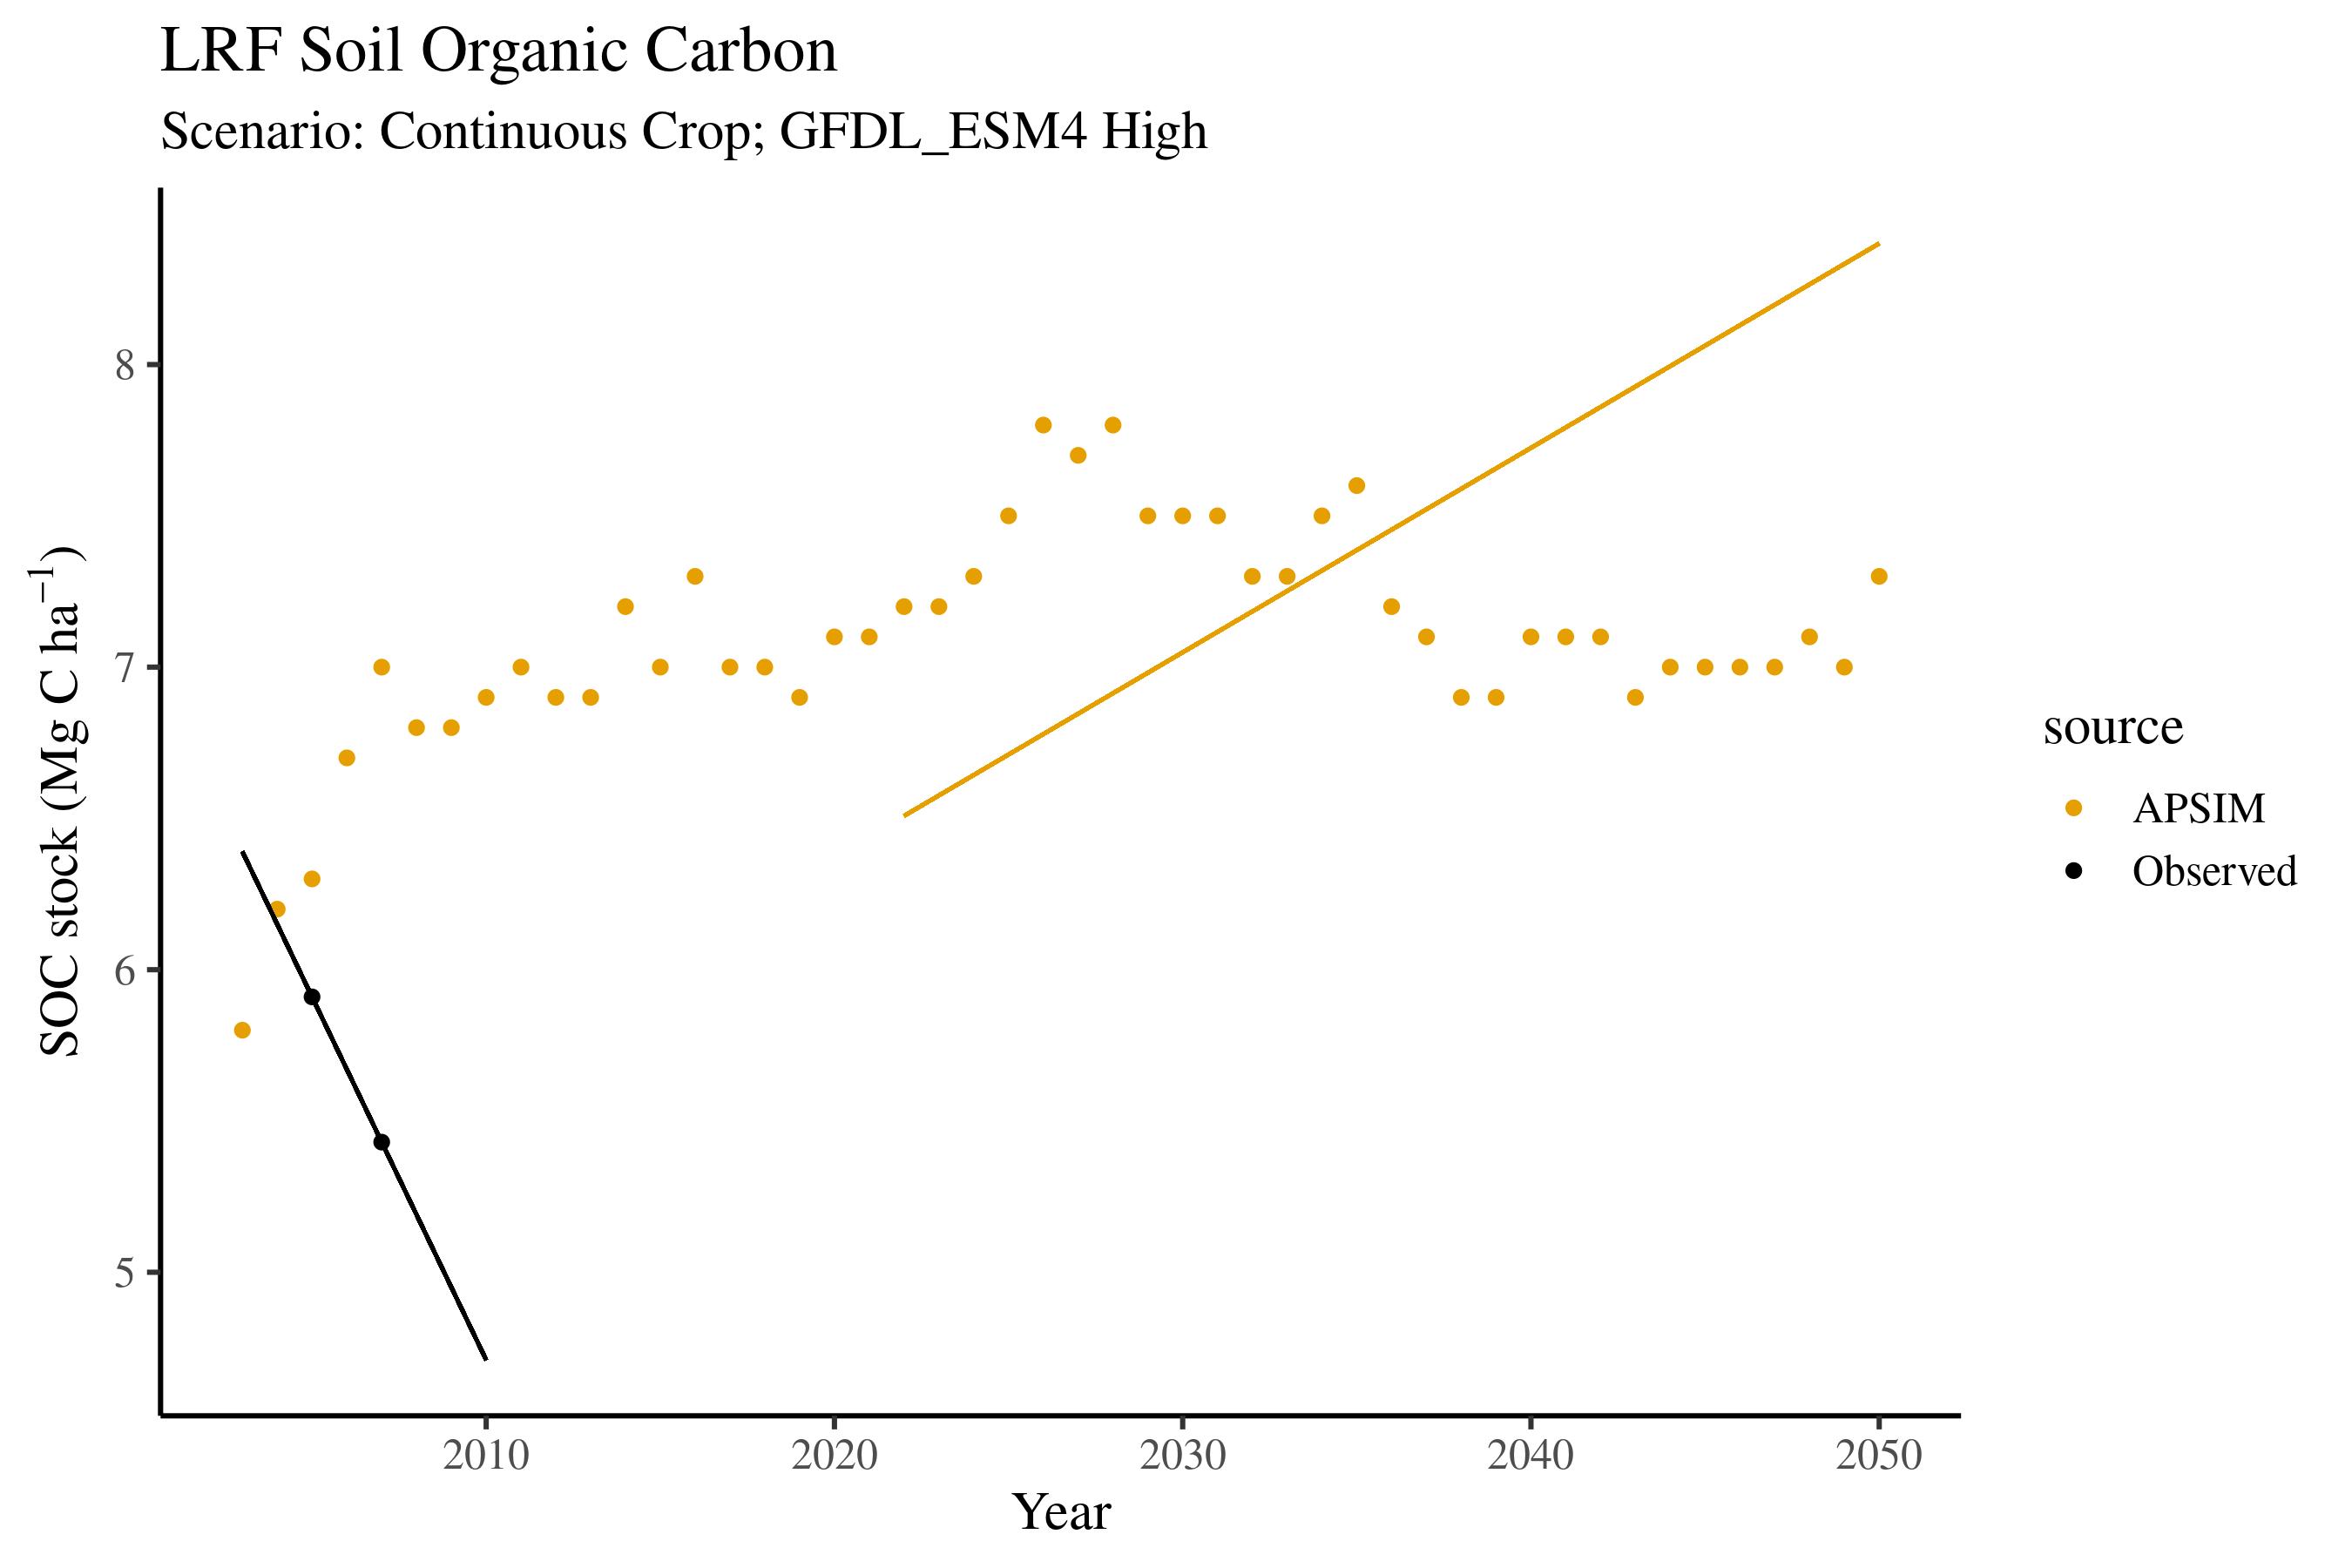 LRF Soil Organic Carbon
Scenario: Continuous Crop; GFDL_ESM4 High
SOC stock (Mg C ha⁻¹)
8
7
6
5
2010 2020 2030 2040 2050
Year
source
APSIM
Observed